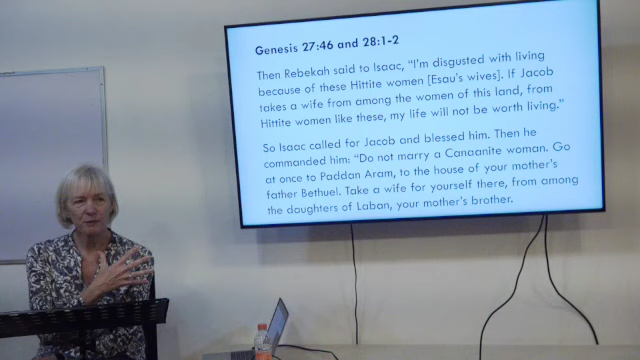 Genesis 27:46 and 28:1-2
Then Rebekah said to Isaac, “I’m disgusted with living
because of these Hittite women [Esau’s wives]. If Jacob
takes a wife from among the women of this land, from
Hittite women like these, my life will not be worth living.”
So Isaac called for Jacob and blessed him. Then he
commanded him: “Do not marry a Canaanite woman. Go
at once to Paddan Aram, to the house of your mother’s
father Bethuel. Take a wife for yourself there, from among
the daughters of Laban, your mother’s brother.